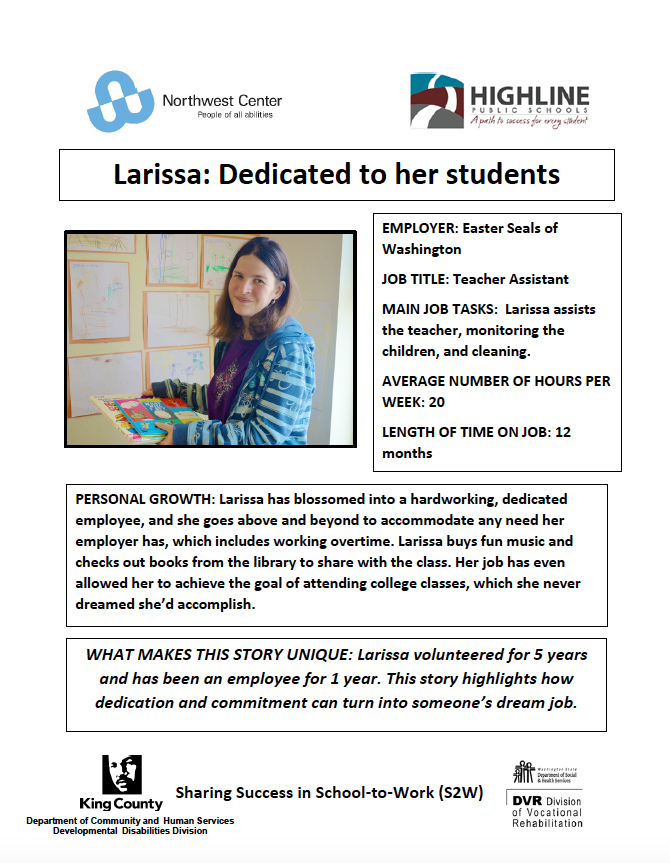 Northwest Center
People of all abilities
HIGHLINE
PUBLIC SCHOOLS
A path to success for every student
Larissa: Dedicated to her students
EMPLOYER: Easter Seals of
Washington
JOB TITLE: Teacher Assistant
MAIN JOB TASKS:  Larissa assists
the teacher, monitoring the
children, and cleaning.
AVERAGE NUMBER OF HOURS PER
WEEK: 20
LENGTH OF TIME ON JOB: 12
months
PERSONAL GROWTH: Larissa has blossomed into a hardworking, dedicated
employee, and she goes above and beyond to accommodate any need her
employer has, which includes working overtime. Larissa buys fun music and
checks out books from the library to share with the class. Her job has even
allowed her to achieve the goal of attending college classes, which she never
dreamed she’d accomplish.
WHAT MAKES THIS STORY UNIQUE: Larissa volunteered for 5 years
and has been an employee for 1 year. This story highlights how
dedication and commitment can turn into someone’s dream job.
King County
Department of Community and Human Services
Developmental Disabilities Division
Sharing Success in School-to-Work (S2W)
Washington State
Department of Social
& Health Services
DVR Division
of Vocational
Rehabilitation